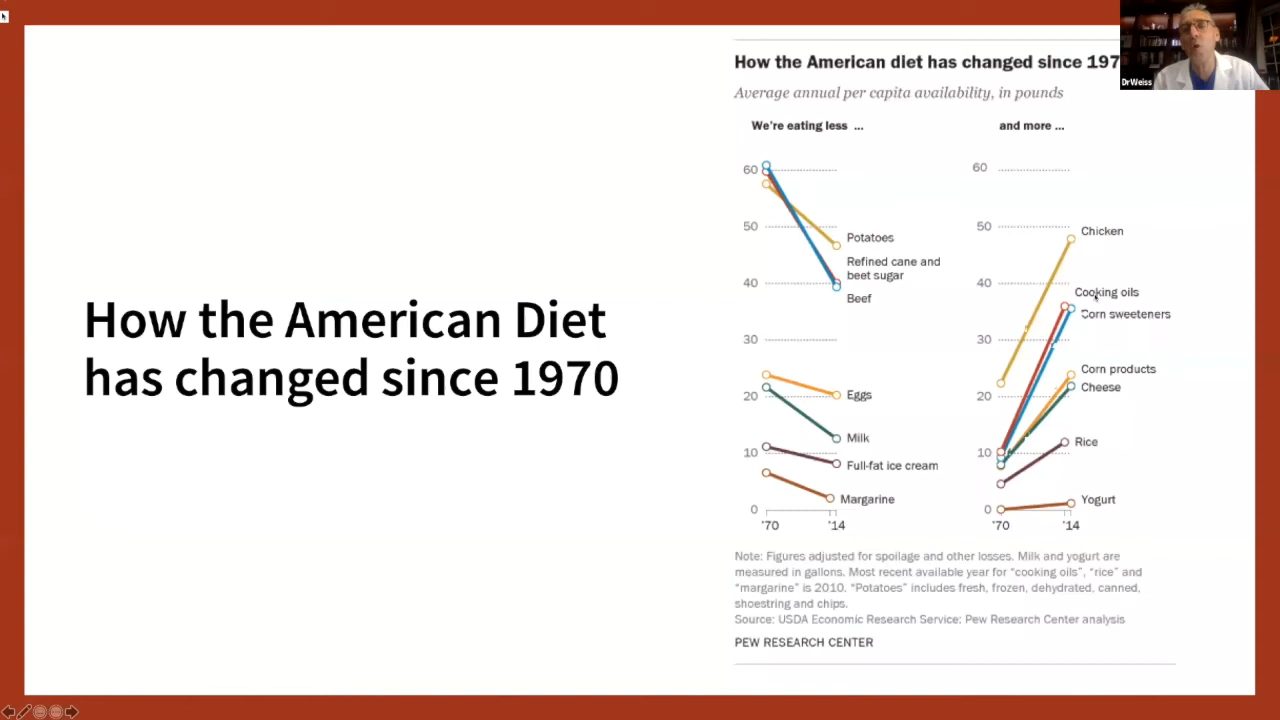 How the American Diet
has changed since 1970
How the American diet has changed since 197
Average annual per capita availability, in pounds
We're eating less ...
60
50
40
30
20
10
0
'70
'14
Potatoes
Refined cane and
beet sugar
Beef
Eggs
Milk
Full-fat ice cream
Margarine
and more ...
60
50
40
30
20
10
0
'70
'14
Chicken
Cooking oils
Corn sweeteners
Corn products
Cheese
Rice
Yogurt
Note: Figures adjusted for spoilage and other losses. Milk and yogurt are
measured in gallons. Most recent available year for "cooking oils", "rice" and
"margarine" is 2010. "Potatoes" includes fresh, frozen, dehydrated, canned,
shoestring and chips.
Source: USDA Economic Research Service; Pew Research Center analysis
PEW RESEARCH CENTER
DrWeiss